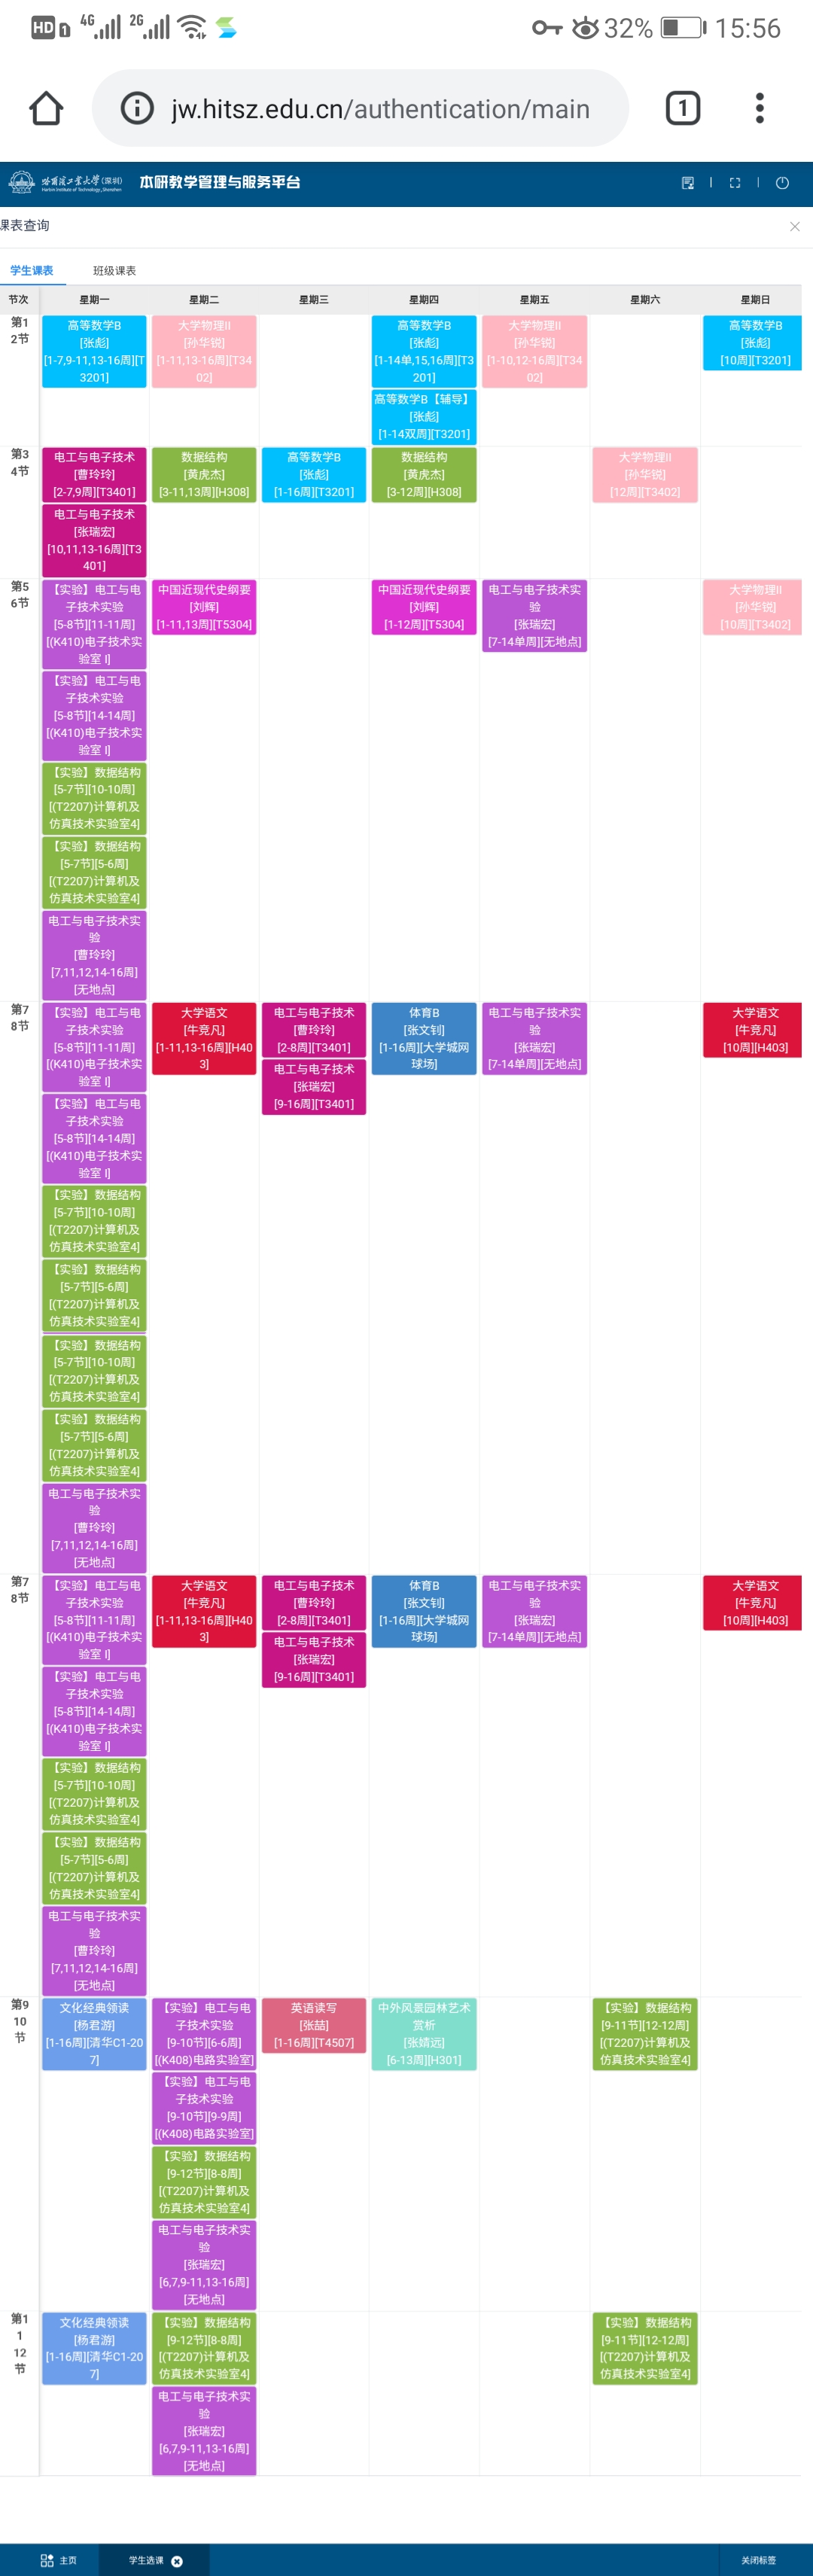 HD 1 4G 2G 32% 15:56
jw.hitsz.edu.cn/authentication/main
1
哈尔滨工业大学(深圳)
Harbin Institute of Technology, Shenzhen
本研教学管理与服务平台
课表查询
学生课表 班级课表
节次 星期一 星期二 星期三 星期四 星期五 星期六 星期日
第1
2节
高等数学B
[张彪]
[1-7,9-11,13-16周][T
3201]
大学物理II
[孙华锐]
[1-11,13-16周][T34
02]
高等数学B
[张彪]
[1-14单,15,16周][T3
201]
高等数学B【辅导】
[张彪]
[1-14双周][T3201]
大学物理II
[孙华锐]
[1-10,12-16周][T34
02]
高等数学B
[张彪]
[10周][T3201]
第3
4节
电工与电子技术
[曹玲玲]
[2-7,9周][T3401]
电工与电子技术
[张瑞宏]
[10,11,13-16周][T3
401]
数据结构
[黄虎杰]
[3-11,13周][H308]
高等数学B
[张彪]
[1-16周][T3201]
数据结构
[黄虎杰]
[3-12周][H308]
大学物理II
[孙华锐]
[12周][T3402]
第5
6节
【实验】电工与电
子技术实验
[5-8节][11-11周]
[(K410)电子技术实
验室 I]
【实验】电工与电
子技术实验
[5-8节][14-14周]
[(K410)电子技术实
验室 I]
【实验】数据结构
[5-7节][10-10周]
[(T2207)计算机及
仿真技术实验室4]
【实验】数据结构
[5-7节][5-6周]
[(T2207)计算机及
仿真技术实验室4]
电工与电子技术实
验
[曹玲玲]
[7,11,12,14-16周]
[无地点]
中国近现代史纲要
[刘辉]
[1-11,13周][T5304]
中国近现代史纲要
[刘辉]
[1-12周][T5304]
电工与电子技术实
验
[张瑞宏]
[7-14单周][无地点]
大学物理II
[孙华锐]
[10周][T3402]
第7
8节
【实验】电工与电
子技术实验
[5-8节][11-11周]
[(K410)电子技术实
验室 I]
【实验】电工与电
子技术实验
[5-8节][14-14周]
[(K410)电子技术实
验室 I]
【实验】数据结构
[5-7节][10-10周]
[(T2207)计算机及
仿真技术实验室4]
【实验】数据结构
[5-7节][5-6周]
[(T2207)计算机及
仿真技术实验室4]
【实验】数据结构
[5-7节][10-10周]
[(T2207)计算机及
仿真技术实验室4]
【实验】数据结构
[5-7节][5-6周]
[(T2207)计算机及
仿真技术实验室4]
电工与电子技术实
验
[曹玲玲]
[7,11,12,14-16周]
[无地点]
大学语文
[牛竞凡]
[1-11,13-16周][H40
3]
电工与电子技术
[曹玲玲]
[2-8周][T3401]
电工与电子技术
[张瑞宏]
[9-16周][T3401]
体育B
[张文钊]
[1-16周][大学城网
球场]
电工与电子技术实
验
[张瑞宏]
[7-14单周][无地点]
大学语文
[牛竞凡]
[10周][H403]
第7
8节
【实验】电工与电
子技术实验
[5-8节][11-11周]
[(K410)电子技术实
验室 I]
【实验】电工与电
子技术实验
[5-8节][14-14周]
[(K410)电子技术实
验室 I]
【实验】数据结构
[5-7节][10-10周]
[(T2207)计算机及
仿真技术实验室4]
【实验】数据结构
[5-7节][5-6周]
[(T2207)计算机及
仿真技术实验室4]
电工与电子技术实
验
[曹玲玲]
[7,11,12,14-16周]
[无地点]
大学语文
[牛竞凡]
[1-11,13-16周][H40
3]
电工与电子技术
[曹玲玲]
[2-8周][T3401]
电工与电子技术
[张瑞宏]
[9-16周][T3401]
体育B
[张文钊]
[1-16周][大学城网
球场]
电工与电子技术实
验
[张瑞宏]
[7-14单周][无地点]
大学语文
[牛竞凡]
[10周][H403]
第9
10
节
文化经典领读
[杨君游]
[1-16周][清华C1-20
7]
【实验】电工与电
子技术实验
[9-10节][6-6周]
[(K408)电路实验室]
【实验】电工与电
子技术实验
[9-10节][9-9周]
[(K408)电路实验室]
【实验】数据结构
[9-12节][8-8周]
[(T2207)计算机及
仿真技术实验室4]
电工与电子技术实
验
[张瑞宏]
[6,7,9-11,13-16周]
[无地点]
英语读写
[张喆]
[1-16周][T4507]
中外风景园林艺术
赏析
[张婧远]
[6-13周][H301]
【实验】数据结构
[9-11节][12-12周]
[(T2207)计算机及
仿真技术实验室4]
第1
1
12
节
文化经典领读
[杨君游]
[1-16周][清华C1-20
7]
【实验】数据结构
[9-12节][8-8周]
[(T2207)计算机及
仿真技术实验室4]
电工与电子技术实
验
[张瑞宏]
[6,7,9-11,13-16周]
[无地点]
【实验】数据结构
[9-11节][12-12周]
[(T2207)计算机及
仿真技术实验室4]
主页 学生选课 关闭标签